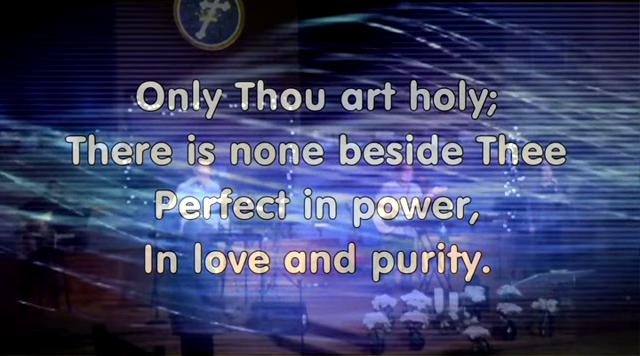 Only Thou art holy;
There is none beside Thee
Perfect in power,
In love and purity.